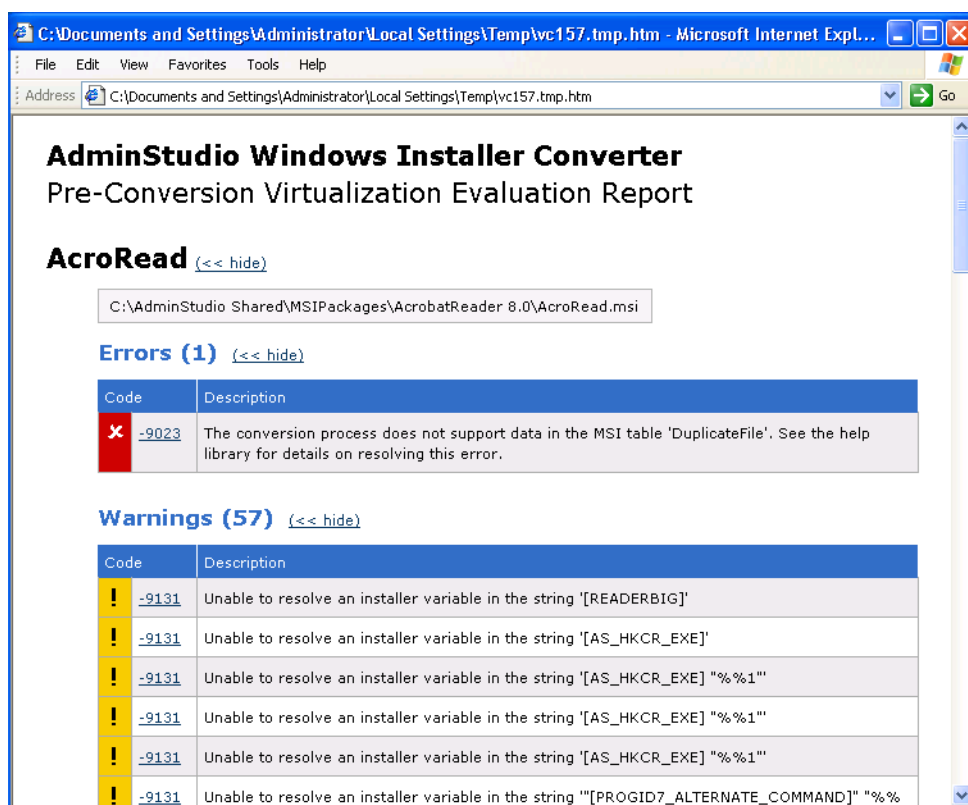 C:\Documents and Settings\Administrator\Local Settings\Temp\vc157.tmp.htm - Microsoft Internet Expl...
File Edit View Favorites Tools Help
Address C:\Documents and Settings\Administrator\Local Settings\Temp\vc157.tmp.htm Go
AdminStudio Windows Installer Converter
Pre-Conversion Virtualization Evaluation Report
AcroRead (<< hide)
C:\AdminStudio Shared\MSIPackages\AcrobatReader 8.0\AcroRead.msi
Errors (1) (<< hide)
Code Description
-9023 The conversion process does not support data in the MSI table 'DuplicateFile'. See the help
library for details on resolving this error.
Warnings (57) (<< hide)
Code Description
! -9131 Unable to resolve an installer variable in the string '[READERBIG]'
! -9131 Unable to resolve an installer variable in the string '[AS_HKCR_EXE]'
! -9131 Unable to resolve an installer variable in the string '[AS_HKCR_EXE] "%%1"'
! -9131 Unable to resolve an installer variable in the string '[AS_HKCR_EXE] "%%1"'
! -9131 Unable to resolve an installer variable in the string '[AS_HKCR_EXE] "%%1"'
! -9131 Unable to resolve an installer variable in the string '"[PROGID7_ALTERNATE_COMMAND]" "%%